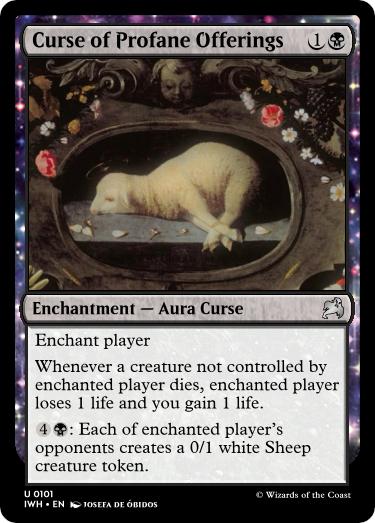 Curse of Profane Offerings 1
Enchantment — Aura Curse
Enchant player
Whenever a creature not controlled by
enchanted player dies, enchanted player
loses 1 life and you gain 1 life.
4: Each of enchanted player's
opponents creates a 0/1 white Sheep
creature token.
U 0101
IWH • EN JOSEFA DE ÓBIDOS
© Wizards of the Coast